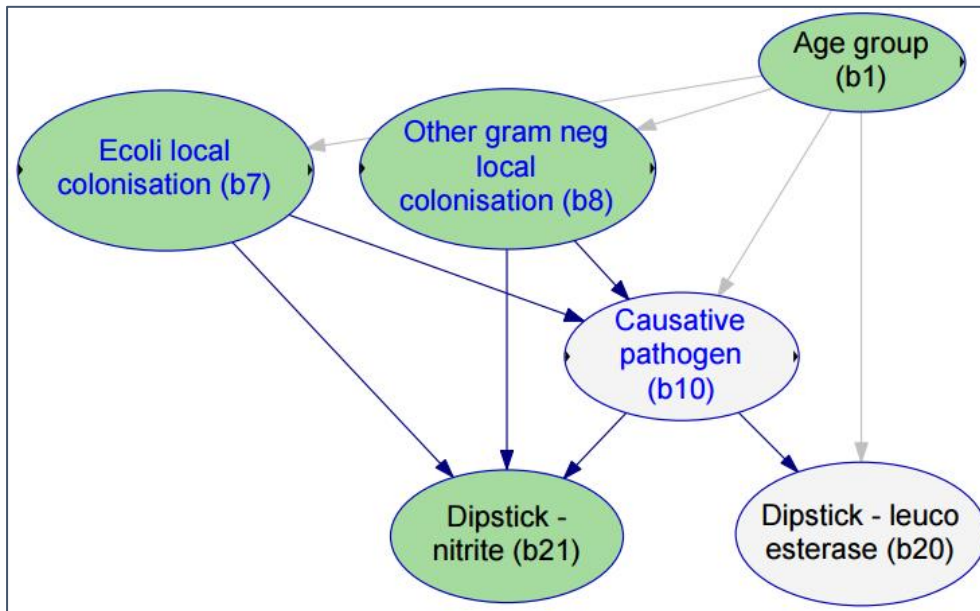 Age group
(b1)
Ecoli local
colonisation (b7)
Other gram neg
local
colonisation (b8)
Causative
pathogen
(b10)
Dipstick -
nitrite (b21)
Dipstick - leuco
esterase (b20)